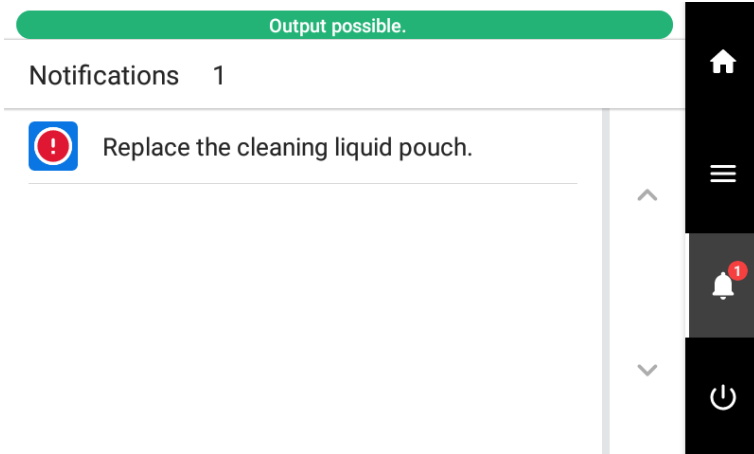 Output possible.
Notifications 1
Replace the cleaning liquid pouch.
1